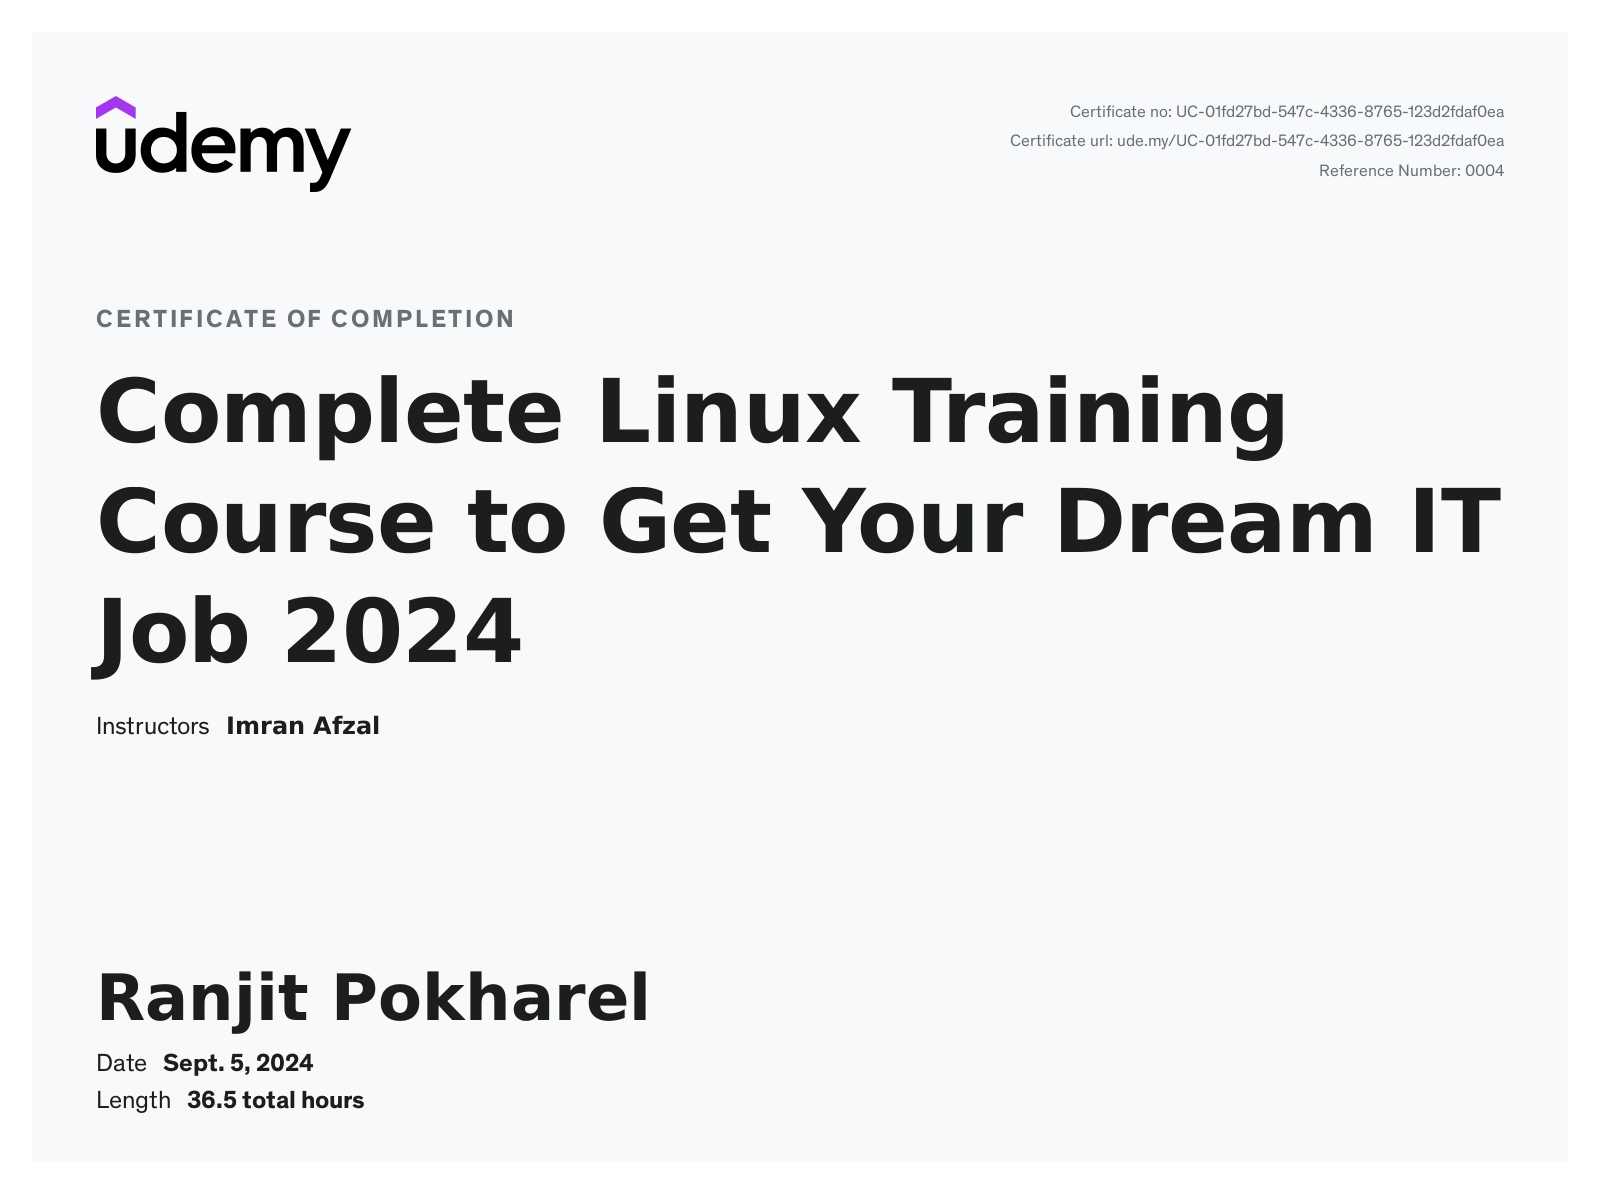 udemy
Certificate no: UC-01fd27bd-547c-4336-8765-123d2fdaf0ea
Certificate url: ude.my/UC-01fd27bd-547c-4336-8765-123d2fdaf0ea
Reference Number: 0004
CERTIFICATE OF COMPLETION
Complete Linux Training
Course to Get Your Dream IT
Job 2024
Instructors Imran Afzal
Ranjit Pokharel
Date Sept. 5, 2024
Length 36.5 total hours